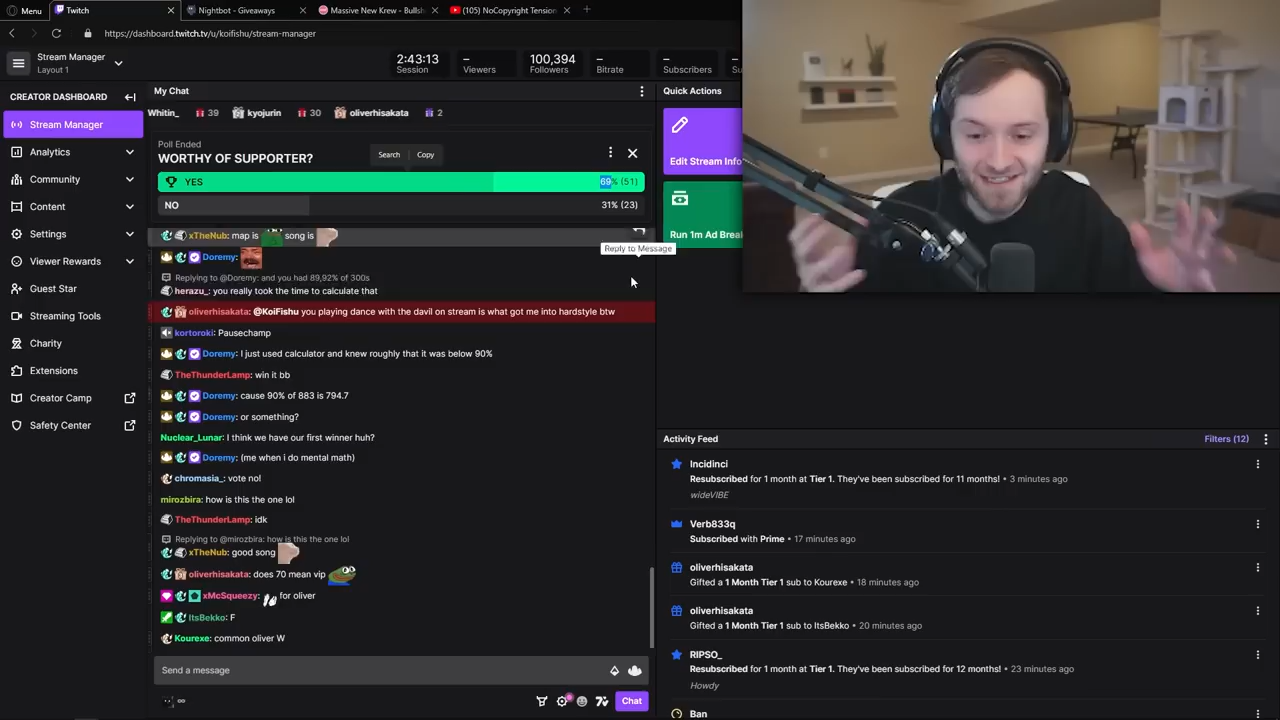 Menu
Twitch
Nightbot - Giveaways
Massive New Krew - Bullsh
(105) NoCopyright Tension
https://dashboard.twitch.tv/u/koifishu/stream-manager
Stream Manager
Layout 1
2:44:13
Session
–
Viewers
100,394
Followers
–
Bitrate
–
Subscribers
–
Su
CREATOR DASHBOARD
Stream Manager
Analytics
Community
Content
Settings
Viewer Rewards
Guest Star
Streaming Tools
Charity
Extensions
Creator Camp
Safety Center
My Chat
Whitin_ 39 kyojurin 30 oliverhisakata 2
Poll Ended
WORTHY OF SUPPORTER?
Search Copy
YES 69% (51)
NO 31% (23)
xTheNub: map is song is
Reply to Message
Doremy:
Replying to @Doremy: and you had 89,92% of 300s
herazu_: you really took the time to calculate that
oliverhisakata: @KoiFishu you playing dance with the davil on stream is what got me into hardstyle btw
kortoroki: Pausechamp
Doremy: I just used calculator and knew roughly that it was below 90%
TheThunderLamp: win it bb
Doremy: cause 90% of 883 is 794.7
Doremy: or something?
Nuclear_Lunar: I think we have our first winner huh?
Doremy: (me when i do mental math)
chromasia_: vote no!
mirozbira: how is this the one lol
TheThunderLamp: idk
Replying to @mirozbira: how is this the one lol
xTheNub: good song
oliverhisakata: does 70 mean vip
xMcSqueezy: for oliver
ItsBekko: F
Kourexe: common oliver W
Send a message
Chat
Quick Actions
Edit Stream Info
Run 1m Ad Break
Activity Feed
Filters (12)
Incidinci
Resubscribed for 1 month at Tier 1. They've been subscribed for 11 months! • 3 minutes ago
wideVIBE
Verb833q
Subscribed with Prime • 17 minutes ago
oliverhisakata
Gifted a 1 Month Tier 1 sub to Kourexe • 18 minutes ago
oliverhisakata
Gifted a 1 Month Tier 1 sub to ItsBekko • 20 minutes ago
RIPSO_
Resubscribed for 1 month at Tier 1. They've been subscribed for 12 months! • 23 minutes ago
Howdy
Ban